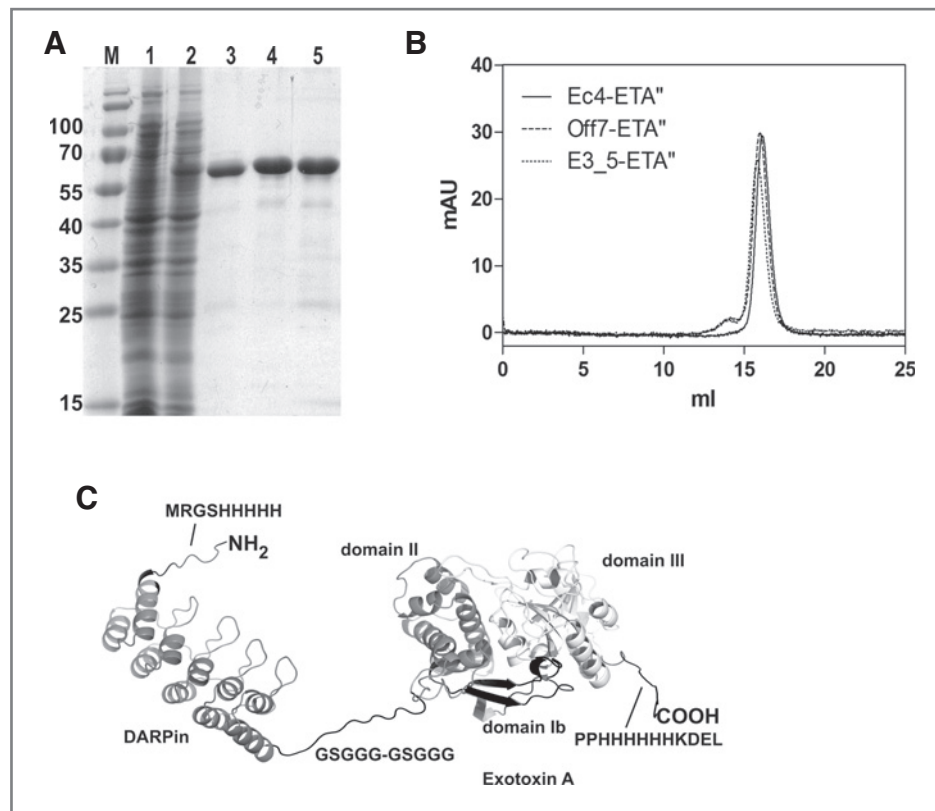 A
M 1 2 3 4 5
100
70
55
40
35
25
15
B
40
30
20
10
0
mAU
Ec4-ETA"
Off7-ETA"
E3_5-ETA"
0 5 10 15 20 25
ml
C
MRGSHHHHH
NH2
domain II
domain III
DARPin
GSGGG-GSGGG
domain Ib
COOH
PPHHHHHHKDEL
Exotoxin A